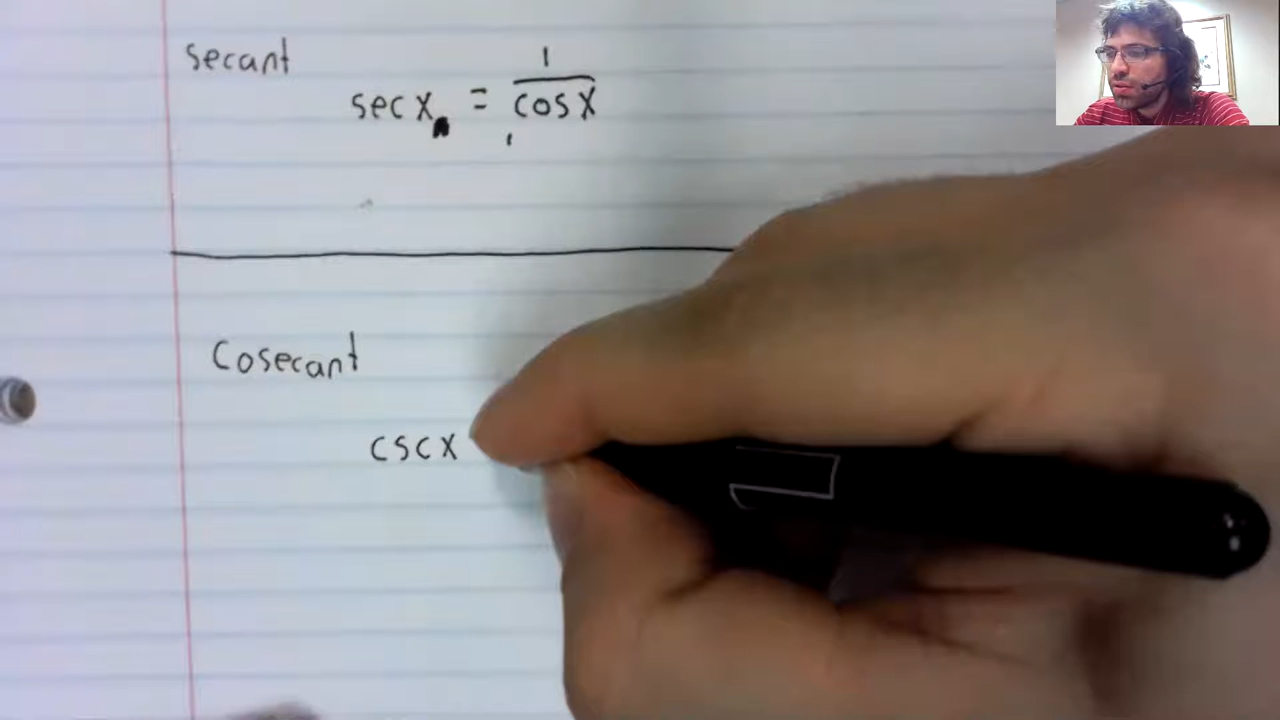 secant
sec x = 1/cos x
Cosecant
csc x